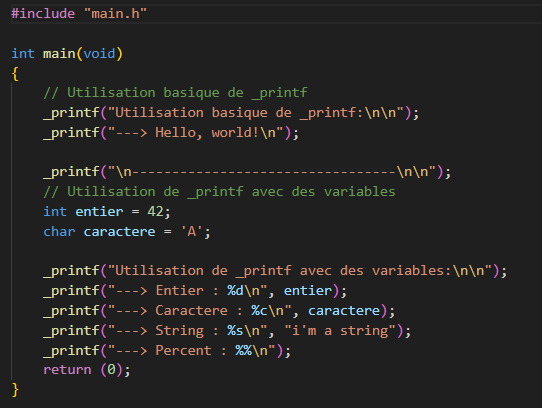 #include "main.h"
int main(void)
{
// Utilisation basique de _printf
_printf("Utilisation basique de _printf:\n\n");
_printf("---> Hello, world!\n");
_printf("\n---------------------------------\n\n");
// Utilisation de _printf avec des variables
int entier = 42;
char caractere = 'A';
_printf("Utilisation de _printf avec des variables:\n\n");
_printf("---> Entier : %d\n", entier);
_printf("---> Caractere : %c\n", caractere);
_printf("---> String : %s\n", "i'm a string");
_printf("---> Percent : %%\n");
return (0);
}